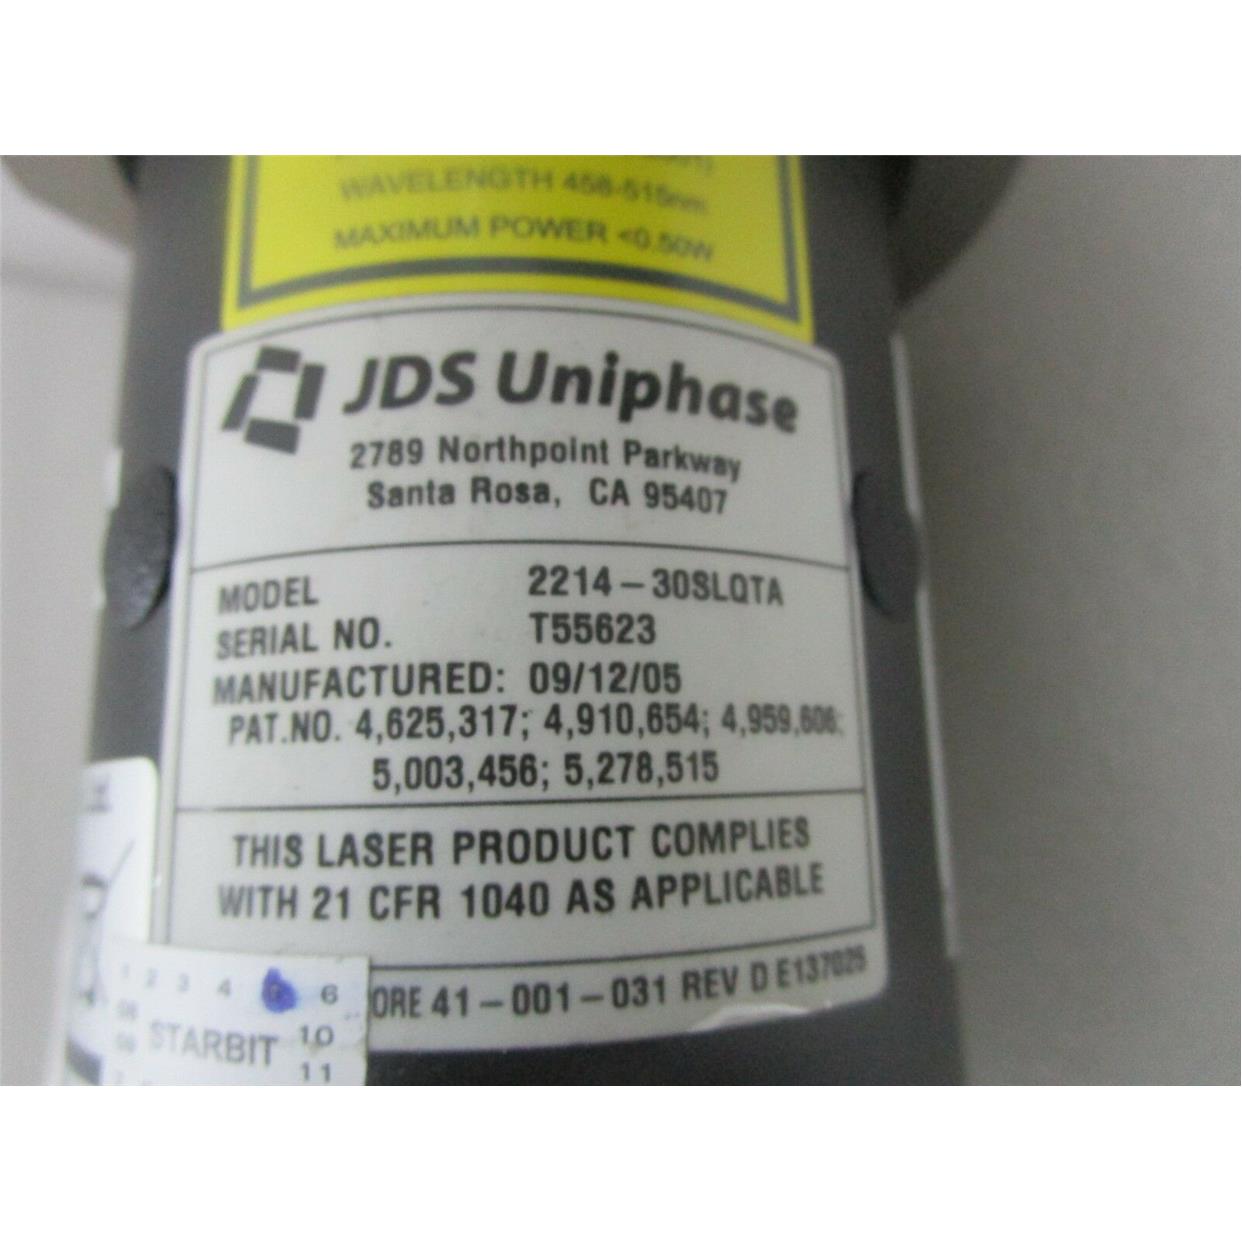 WAVELENGTH 458-515nm
MAXIMUM POWER <0.50W
JDS Uniphase
2789 Northpoint Parkway
Santa Rosa, CA 95407
MODEL 2214-30SLQTA
SERIAL NO. T55623
MANUFACTURED: 09/12/05
PAT.NO. 4,625,317; 4,910,654; 4,959,606;
5,003,456; 5,278,515
THIS LASER PRODUCT COMPLIES
WITH 21 CFR 1040 AS APPLICABLE
ORE 41-001-031 REV D E137026
1 2 3 4 6
STARBIT 10
11